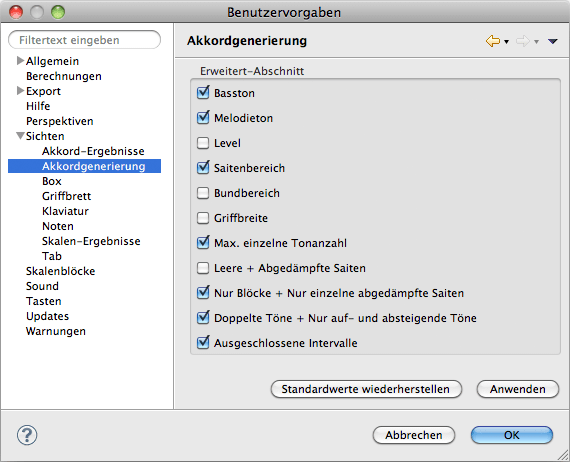 Benutzervorgaben
Filtertext eingeben
Allgemein
Berechnungen
Export
Hilfe
Perspektiven
Sichten
Akkord-Ergebnisse
Akkordgenerierung
Box
Griffbrett
Klaviatur
Noten
Skalen-Ergebnisse
Tab
Skalenblöcke
Sound
Tasten
Updates
Warnungen
Akkordgenerierung
Erweitert-Abschnitt
Basston
Melodieton
Level
Saitenbereich
Bundbereich
Griffbreite
Max. einzelne Tonanzahl
Leere + Abgedämpfte Saiten
Nur Blöcke + Nur einzelne abgedämpfte Saiten
Doppelte Töne + Nur auf- und absteigende Töne
Ausgeschlossene Intervalle
Standardwerte wiederherstellen
Anwenden
?
Abbrechen
OK